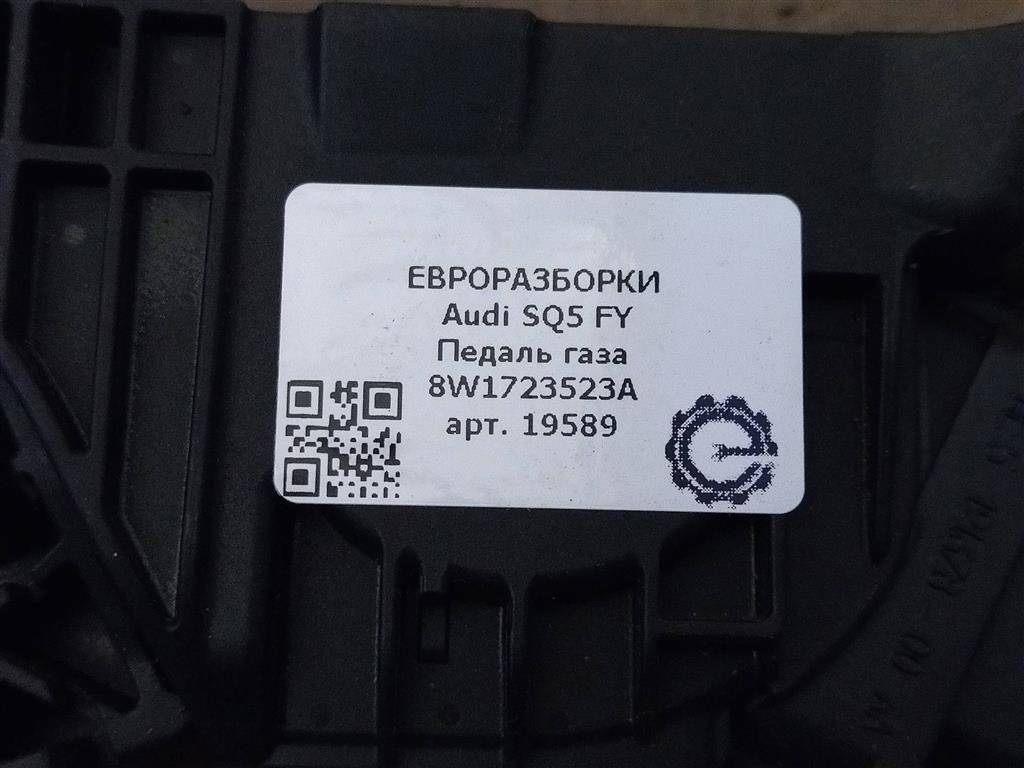 ЕВРОРАЗБОРКИ
Audi SQ5 FY
Педаль газа
8W1723523A
арт. 19589